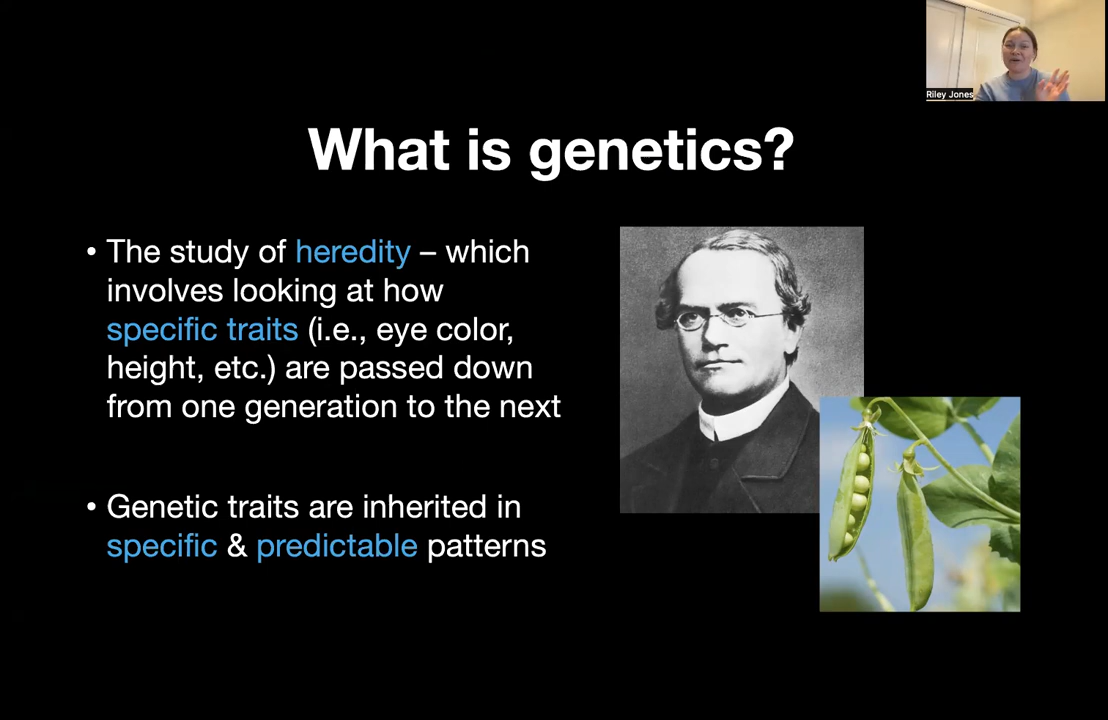 Riley Jones
What is genetics?
• The study of heredity – which
involves looking at how
specific traits (i.e., eye color,
height, etc.) are passed down
from one generation to the next
• Genetic traits are inherited in
specific & predictable patterns